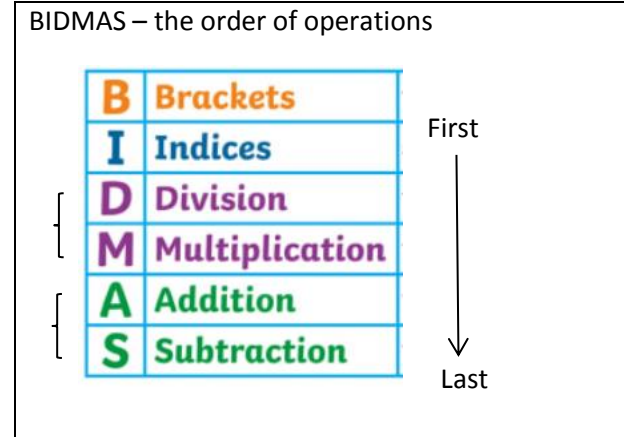 BIDMAS – the order of operations
B Brackets
First
I Indices
D Division
M Multiplication
A Addition
S Subtraction
Last